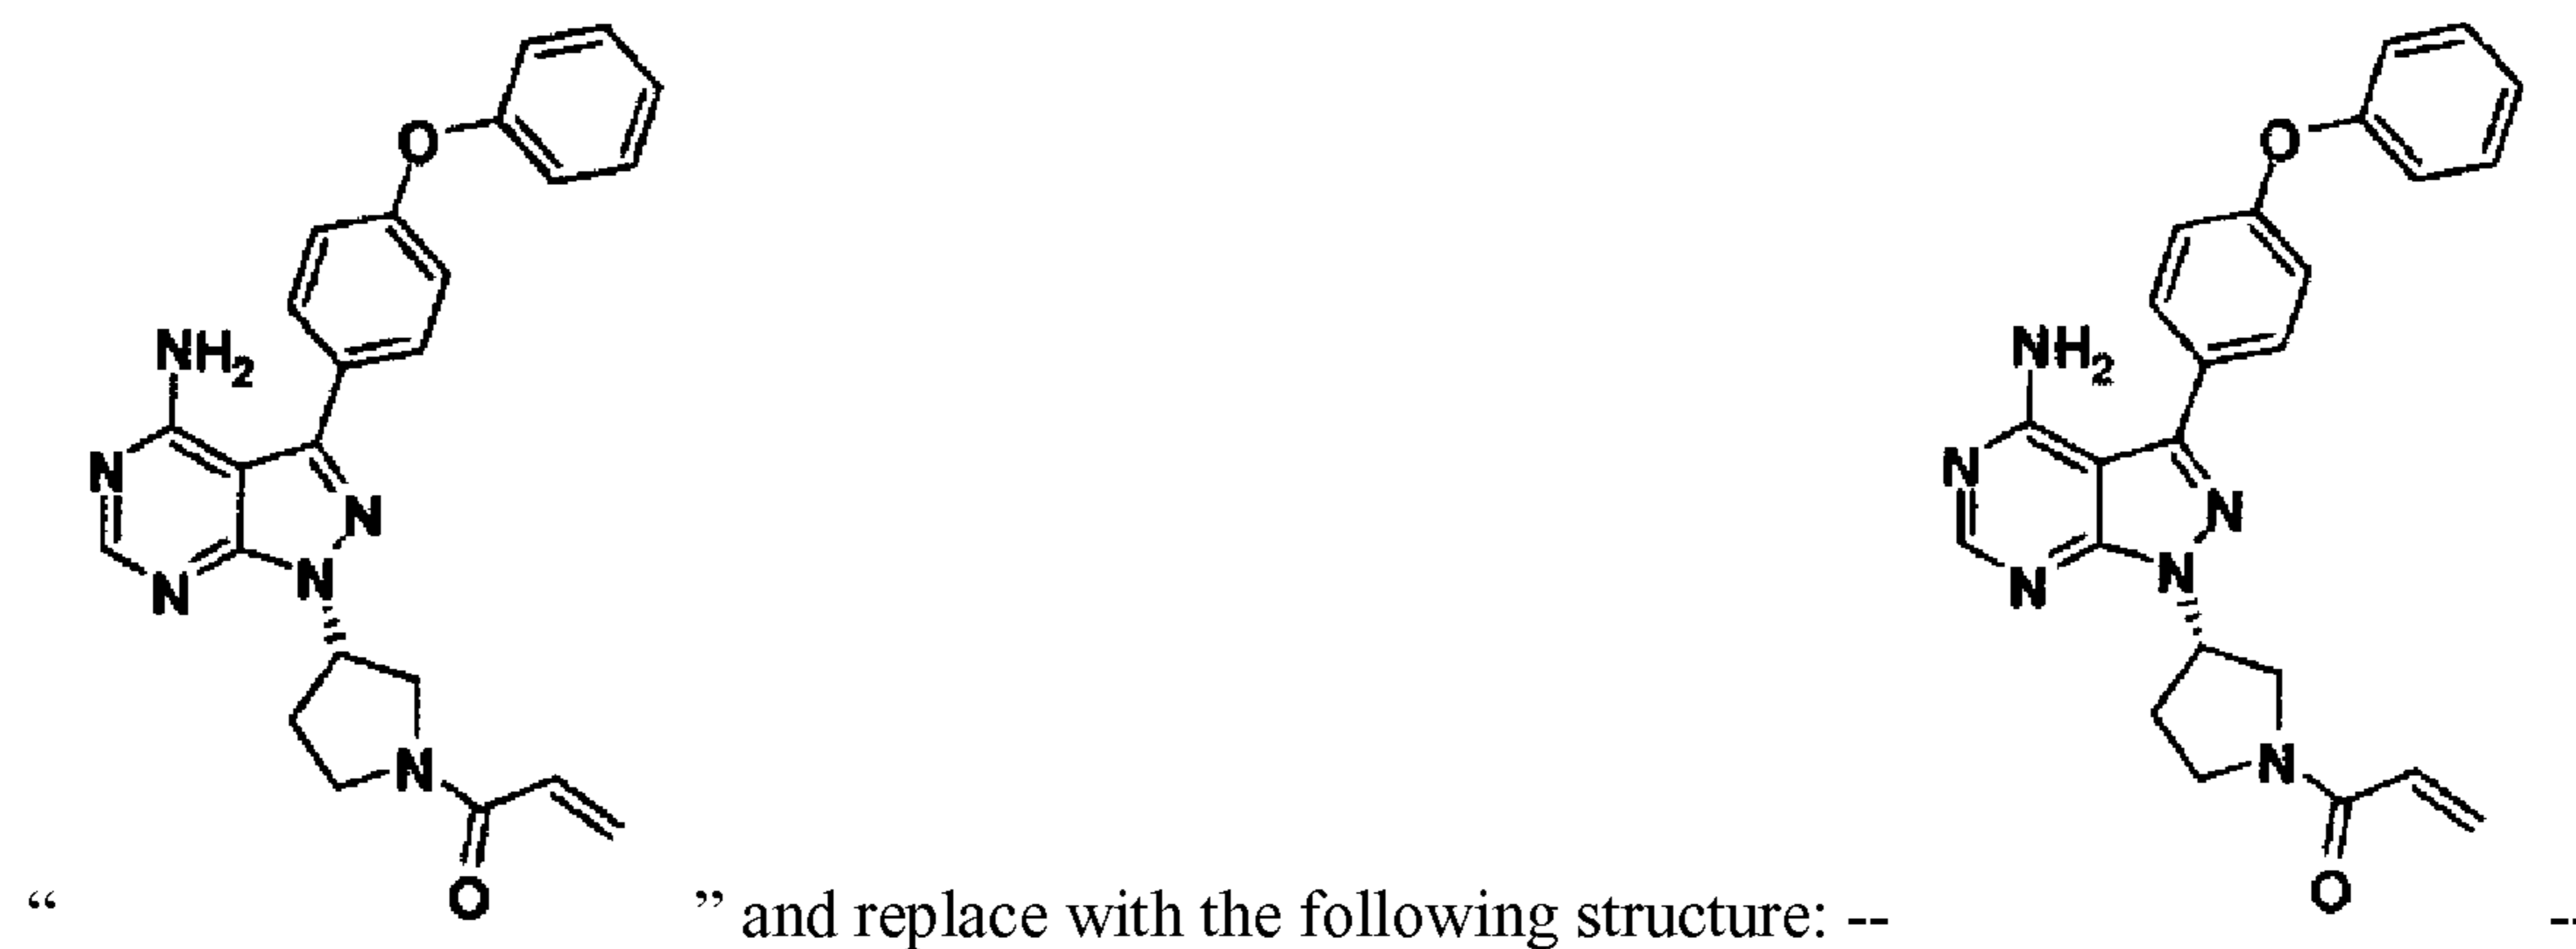 O
O
NH2
NH2
N
N
N
N
N
N
N
N
N
N
O
O
“ ” and replace with the following structure: -- --